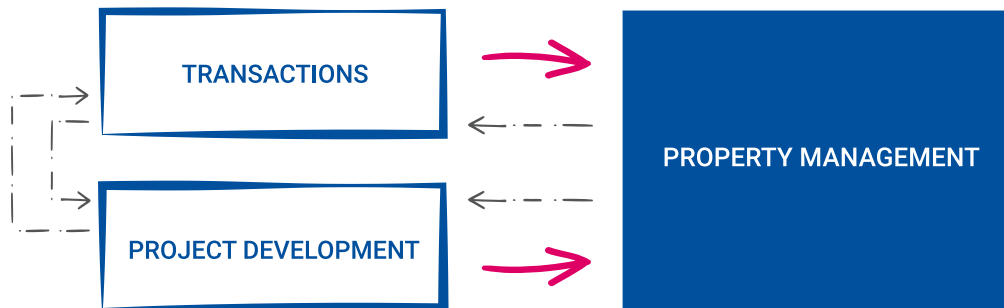 TRANSACTIONS
PROPERTY MANAGEMENT
PROJECT DEVELOPMENT